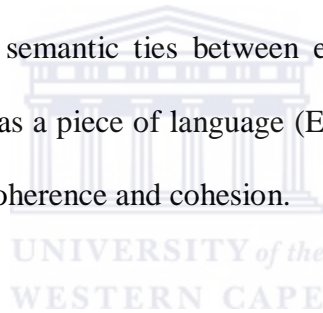 semantic ties between e
as a piece of language (E
oherence and cohesion.
UNIVERSITY of the
WESTERN CAPE